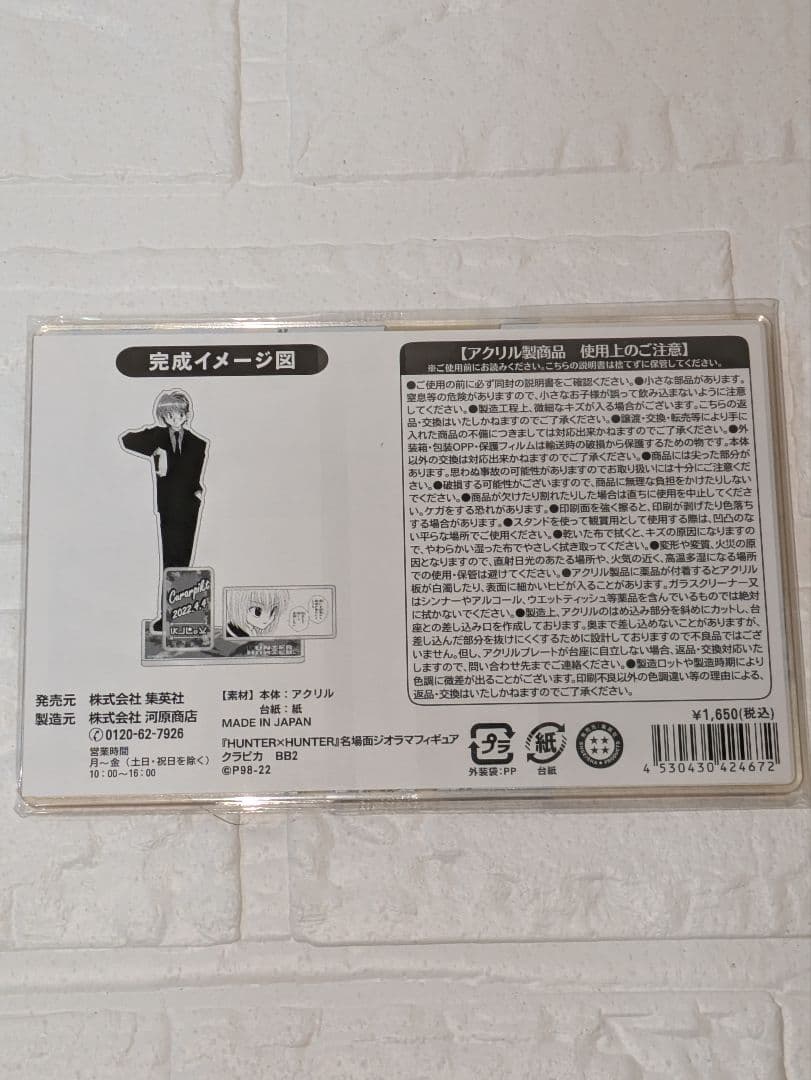 完成イメージ図
Curarpikt
2022.4.4
HUNTER×HUNTER
発売元 株式会社 集英社
製造元 株式会社 河原商店
0120-62-7926
営業時間
月～金（土日・祝日を除く）
10：00～16：00
【素材】本体：アクリル
台紙：紙
MADE IN JAPAN
『HUNTER×HUNTER』名場面ジオラマフィギュア
クラピカ BB2
©P98-22
【アクリル製商品 使用上のご注意】
※ご使用前にお読みください。こちらの説明書は捨てずに保管してください。
●ご使用の前に必ず同封の説明書をご確認ください。●小さな部品があります。
窒息等の危険がありますので、小さなお子様が誤って飲み込まないように注意
してください。●製造工程上、微細なキズが入る場合がございます。こちらの返
品・交換はいたしかねますのでご了承ください。●譲渡・交換・転売等により手に
入れた商品の不備につきましては対応出来かねますのでご了承ください。●外
装箱・包装OPP・保護フィルムは輸送時の破損から保護するための物です。本体
以外の交換は対応出来かねますのでご了承ください。●商品には尖った部分が
あります。思わぬ事故の可能性がありますのでお取り扱いには十分にご注意くだ
さい。●破損する可能性がございますので、商品に無理な負担をかけたりしない
でください。●商品が欠けたり割れたりした場合は直ちに使用を中止してくださ
い。ケガをする恐れがあります。●印刷面を強く擦ると、印刷が剥げたり色落ち
する場合があります。●スタンドを使って観賞用として使用する際は、凹凸のな
い平らな場所でご使用ください。●乾いた布で拭くと、キズの原因になりますの
で、やわらかい湿った布でやさしく拭き取ってください。●変形や変質、火災の原
因となりますので、直射日光のあたる場所や、火気の近く、高温多湿になる場所
での使用・保管は避けてください。●アクリル製品に薬品が付着するとアクリル
板が白濁したり、表面に細かいヒビが入ることがあります。ガラスクリーナー又
はシンナーやアルコール、ウエットティッシュ等薬品を含んでいるものでは絶対
に拭かないでください。●製造上、アクリルのはめ込み部分を斜めにカットし、台
座との差し込み口を作成しております。奥まで差し込めないことがありますが、
差し込んだ部分を抜けにくくするために設計しておりますので不良品ではござ
いません。但し、アクリルプレートが台座に自立しない場合、返品・交換対応いた
しますので、問い合わせ先までご連絡ください。●製造ロットや製造時期により
色調に微差が出ることがございます。印刷不良以外の色調違い等の理由による、
返品・交換はいたしかねますのでご了承ください。
¥1,650(税込)
プラ
外装袋：PP
紙
台紙
4 530430 424672